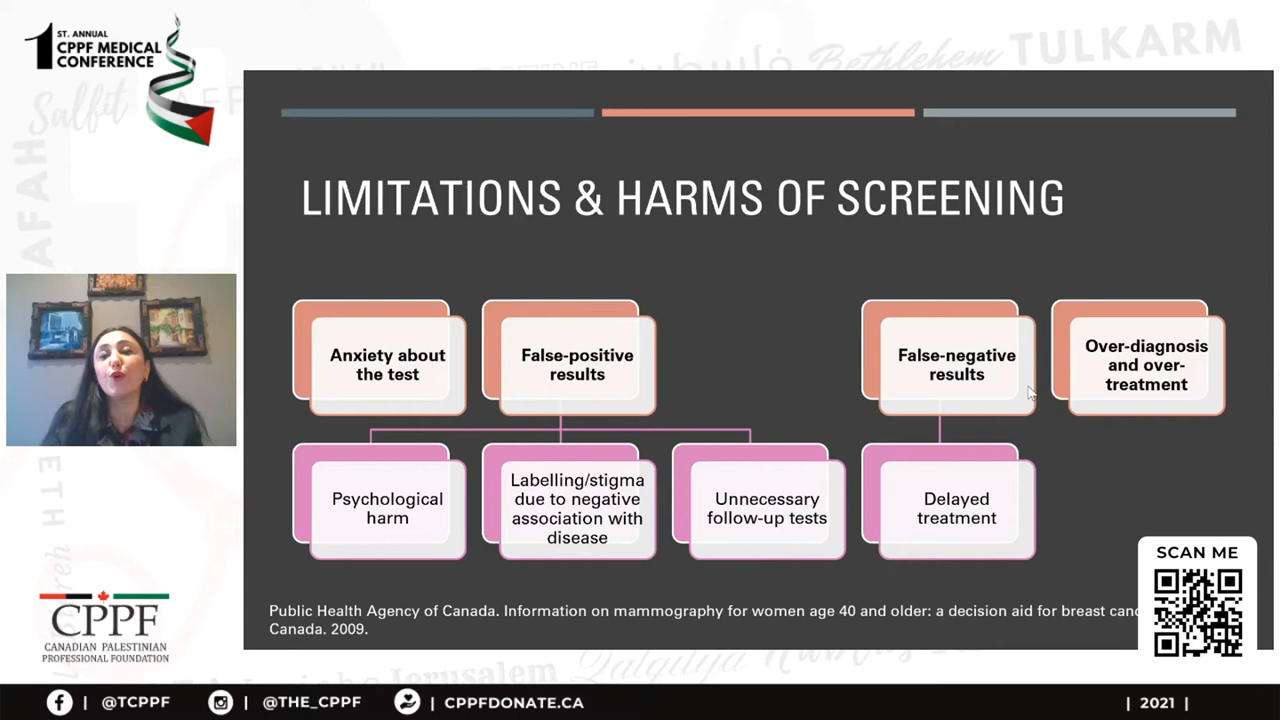 1 ST. ANNUAL
CPPF MEDICAL
CONFERENCE
Salfit
Bethlehem
TULKARM
LIMITATIONS & HARMS OF SCREENING
Anxiety about
the test
False-positive
results
False-negative
results
Over-diagnosis
and over-
treatment
Psychological
harm
Labelling/stigma
due to negative
association with
disease
Unnecessary
follow-up tests
Delayed
treatment
SCAN ME
Public Health Agency of Canada. Information on mammography for women age 40 and older: a decision aid for breast
Canada. 2009.
CPPF
CANADIAN PALESTINIAN
PROFESSIONAL FOUNDATION
Jerusalem
Qalqilya
| @TCPPF
| @THE_CPPF
| CPPFDONATE.CA
| 2021 |